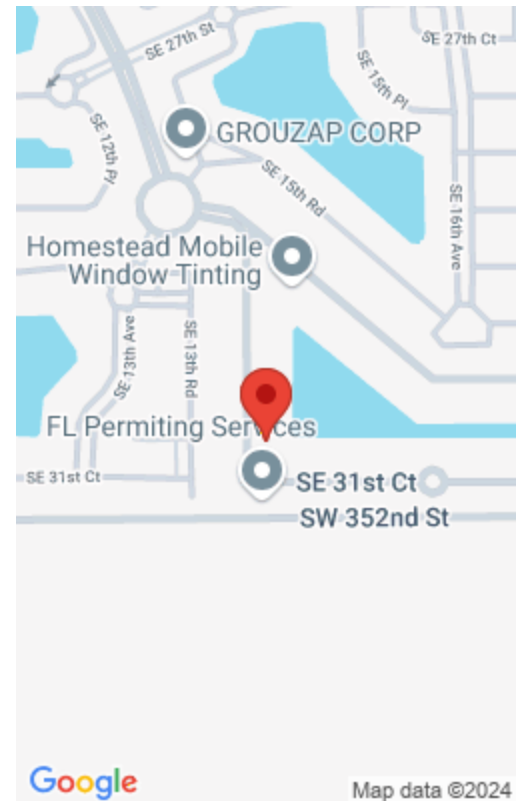 SE 27th St
SE 27th Ct
SE 15th Pl
SE 12th Pl
GROUZAP CORP
SE 15th Rd
SE 16th Ave
Homestead Mobile
Window Tinting
SE 13th Ave
SE 13th Rd
FL Permiting Services
SE 31st Ct
SE 31st Ct
SW 352nd St
Google
Map data ©2024